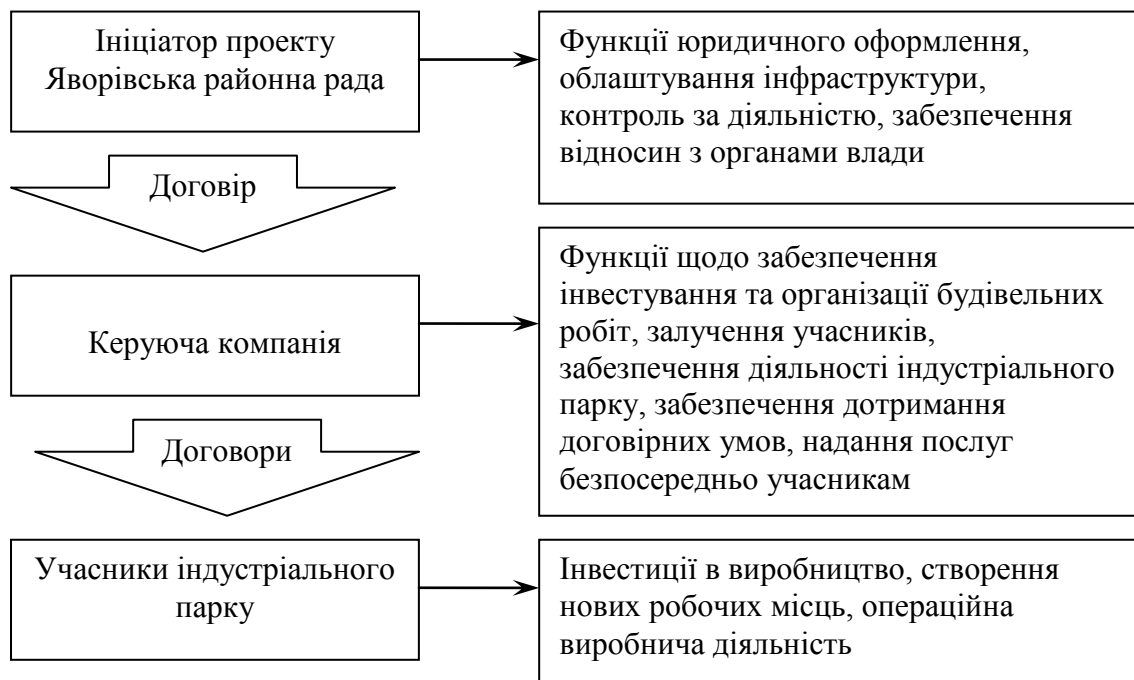 Ініціатор проекту
Яворівська районна рада
Функції юридичного оформлення,
облаштування інфраструктури,
контроль за діяльністю, забезпечення
відносин з органами влади
Договір
Керуюча компанія
Функції щодо забезпечення
інвестування та організації будівельних
робіт, залучення учасників,
забезпечення діяльності індустріального
парку, забезпечення дотримання
договірних умов, надання послуг
безпосередньо учасникам
Договори
Учасники індустріального
парку
Інвестиції в виробництво, створення
нових робочих місць, операційна
виробнича діяльність